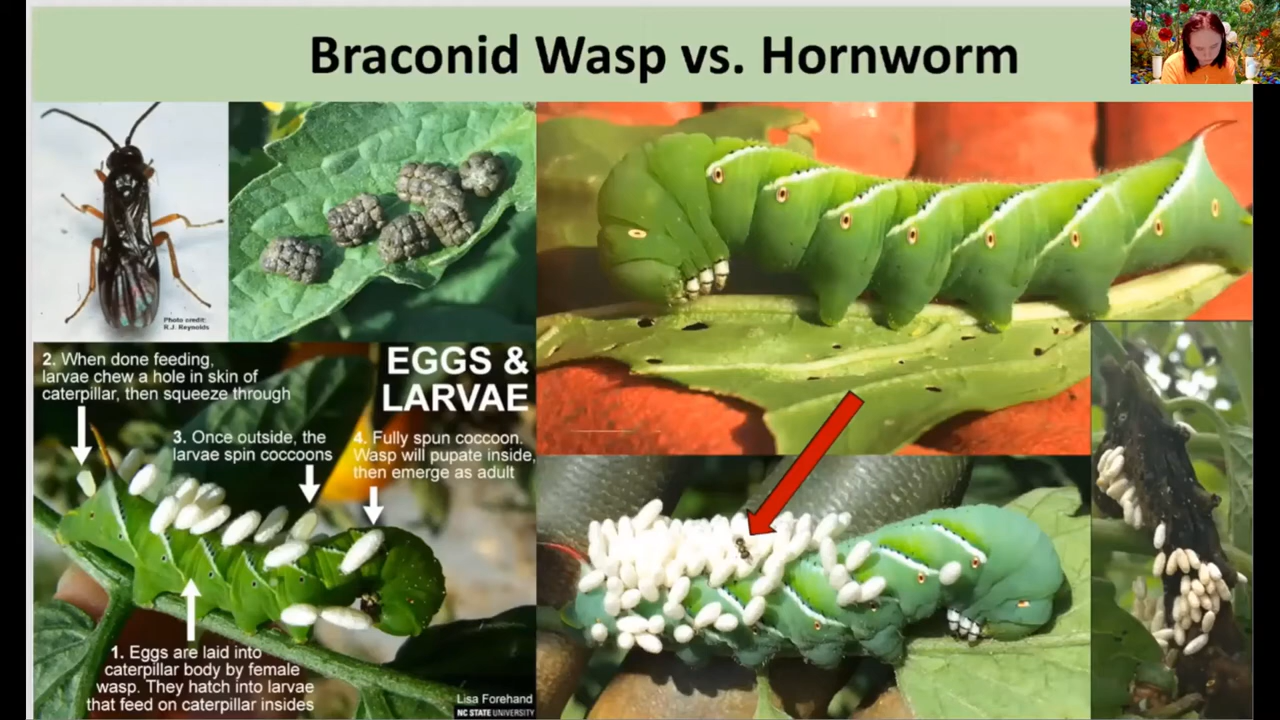 Braconid Wasp vs. Hornworm
Photo credit:
R.J. Reynolds
EGGS &
LARVAE
2. When done feeding,
larvae chew a hole in skin of
caterpillar, then squeeze through
3. Once outside, the
larvae spin cocoons
4. Fully spun cocoon.
Wasp will pupate inside,
then emerge as adult
1. Eggs are laid into
caterpillar body by female
wasp. They hatch into larvae
that feed on caterpillar insides
Lisa Forehand
NC STATE UNIVERSITY